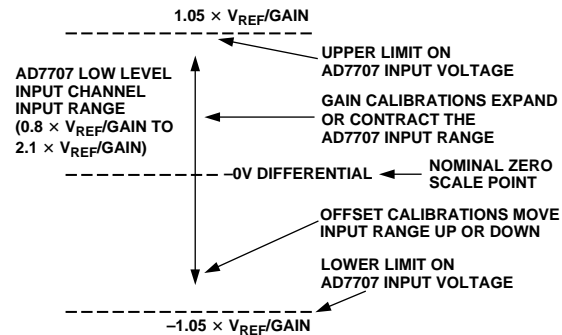 1.05 × VREF/GAIN
UPPER LIMIT ON
AD7707 INPUT VOLTAGE
AD7707 LOW LEVEL
INPUT CHANNEL
INPUT RANGE
(0.8 × VREF/GAIN TO
2.1 × VREF/GAIN)
GAIN CALIBRATIONS EXPAND
OR CONTRACT THE
AD7707 INPUT RANGE
–0V DIFFERENTIAL
NOMINAL ZERO
SCALE POINT
OFFSET CALIBRATIONS MOVE
INPUT RANGE UP OR DOWN
LOWER LIMIT ON
AD7707 INPUT VOLTAGE
–1.05 × VREF/GAIN